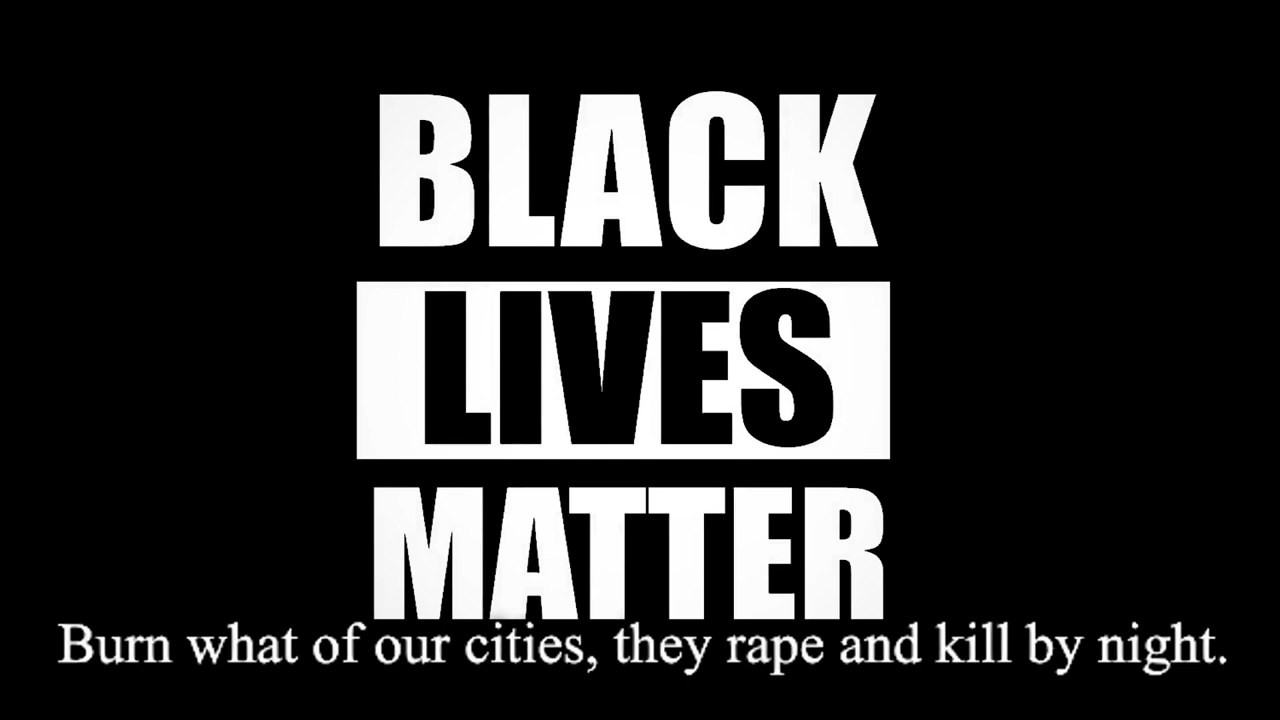 BLACK
LIVES
MATTER
Burn what of our cities, they rape and kill by night.